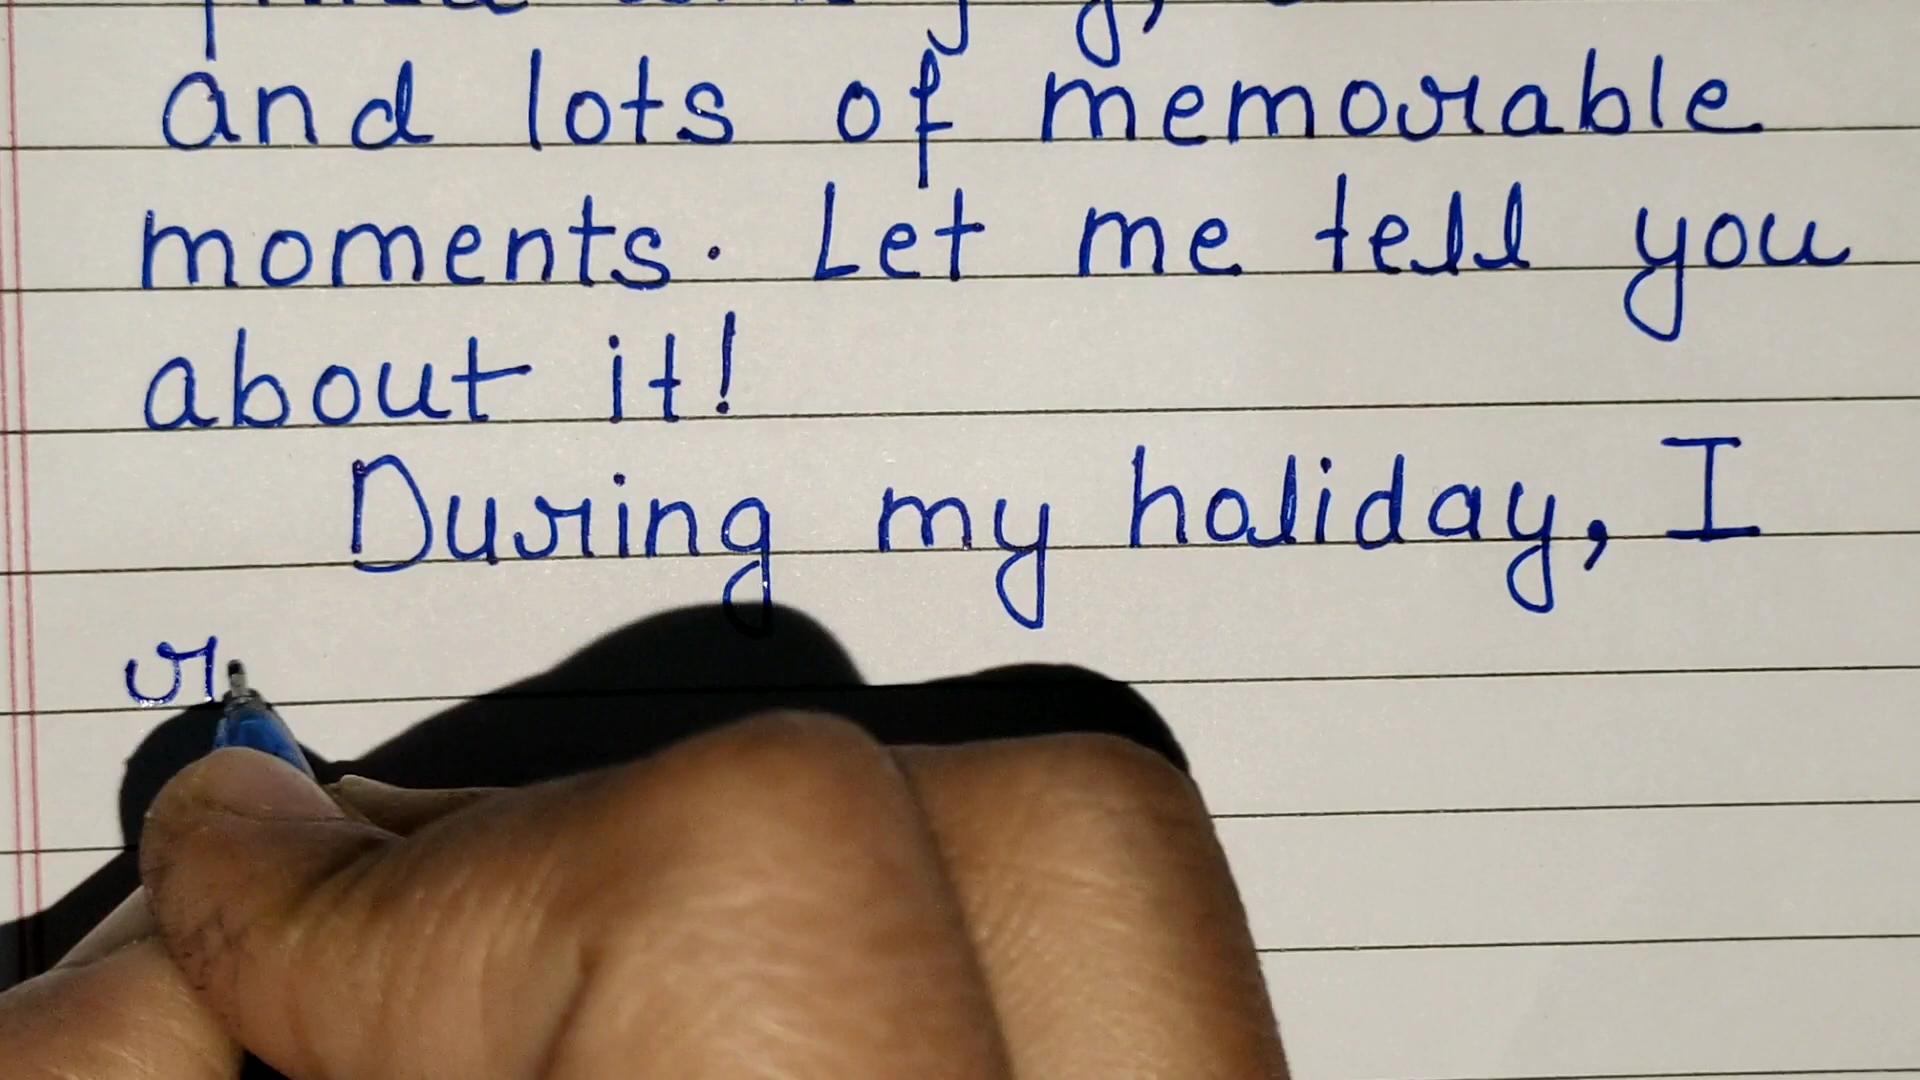 and lots of memorable
moments. Let me tell you
about it!
During my holiday, I